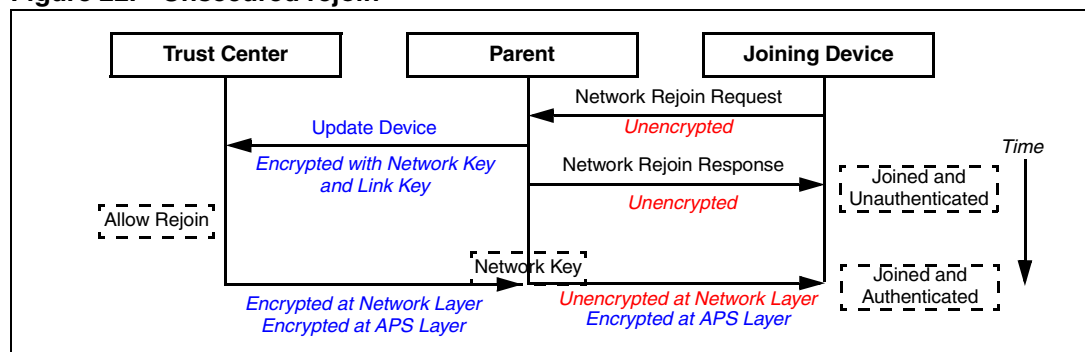 Figure 22. Unsecured rejoin
Trust Center
Parent
Joining Device
Network Rejoin Request
Unencrypted
Update Device
Encrypted with Network Key
and Link Key
Network Rejoin Response
Unencrypted
Time
Joined and
Unauthenticated
Allow Rejoin
Network Key
Encrypted at Network Layer
Encrypted at APS Layer
Unencrypted at Network Layer
Encrypted at APS Layer
Joined and
Authenticated